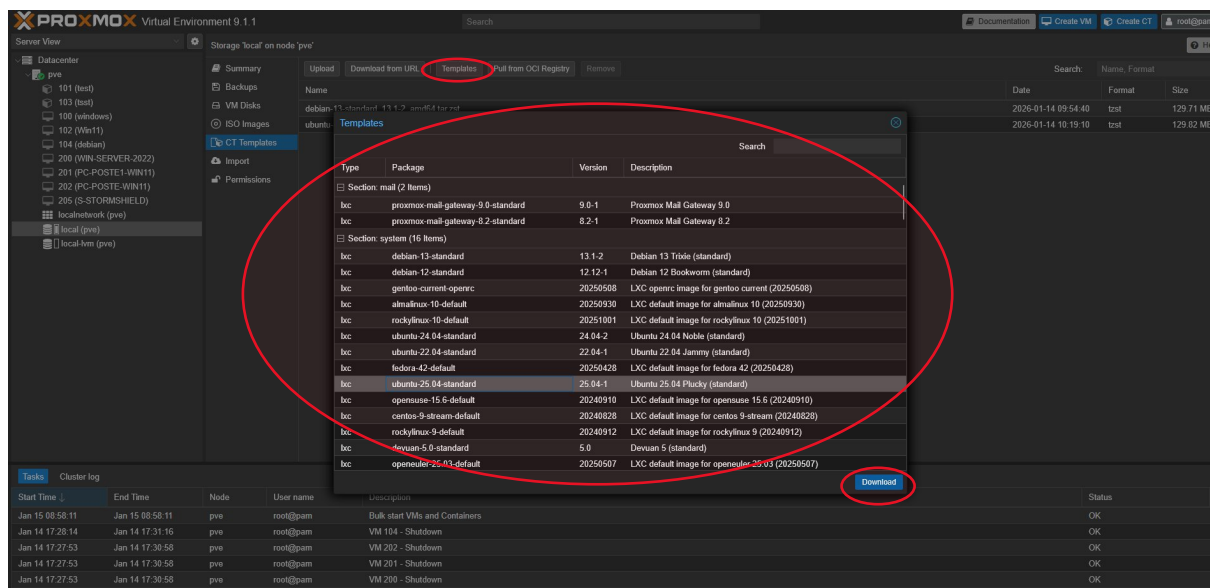 PROXMOX Virtual Environment 9.1.1 Search Documentation Create VM Create CT root@pam
Server View Storage 'local' on node 'pve'
Datacenter
pve
101 (test)
103 (tsst)
100 (windows)
102 (Win11)
104 (debian)
200 (WIN-SERVER-2022)
201 (PC-POSTE1-WIN11)
202 (PC-POSTE-WIN11)
205 (S-STORMSHIELD)
localnetwork (pve)
local (pve)
local-lvm (pve)
Summary
Backups
VM Disks
ISO Images
CT Templates
Import
Permissions
Upload Download from URL Templates Pull from OCI Registry Remove Search: Name, Format
Name Date Format Size
debian-13-standard_13.1-2_amd64.tar.zst 2026-01-14 09:54:40 tzst 129.71 MB
ubuntu- 2026-01-14 10:19:10 tzst 129.82 MB
Templates
Search
Type Package Version Description
Section: mail (2 Items)
lxc proxmox-mail-gateway-9.0-standard 9.0-1 Proxmox Mail Gateway 9.0
lxc proxmox-mail-gateway-8.2-standard 8.2-1 Proxmox Mail Gateway 8.2
Section: system (16 Items)
lxc debian-13-standard 13.1-2 Debian 13 Trixie (standard)
lxc debian-12-standard 12.12-1 Debian 12 Bookworm (standard)
lxc gentoo-current-openrc 20250508 LXC openrc image for gentoo current (20250508)
lxc almalinux-10-default 20250930 LXC default image for almalinux 10 (20250930)
lxc rockylinux-10-default 20251001 LXC default image for rockylinux 10 (20251001)
lxc ubuntu-24.04-standard 24.04-2 Ubuntu 24.04 Noble (standard)
lxc ubuntu-22.04-standard 22.04-1 Ubuntu 22.04 Jammy (standard)
lxc fedora-42-default 20250428 LXC default image for fedora 42 (20250428)
lxc ubuntu-25.04-standard 25.04-1 Ubuntu 25.04 Plucky (standard)
lxc opensuse-15.6-default 20240910 LXC default image for opensuse 15.6 (20240910)
lxc centos-9-stream-default 20240828 LXC default image for centos 9-stream (20240828)
lxc rockylinux-9-default 20240912 LXC default image for rockylinux 9 (20240912)
lxc devuan-5.0-standard 5.0 Devuan 5 (standard)
lxc openeuler-25.03-default 20250507 LXC default image for openeuler 25.03 (20250507)
Download
Tasks Cluster log
Start Time End Time Node User name Description Status
Jan 15 08:58:11 Jan 15 08:58:11 pve root@pam Bulk start VMs and Containers OK
Jan 14 17:28:14 Jan 14 17:31:16 pve root@pam VM 104 - Shutdown OK
Jan 14 17:27:53 Jan 14 17:30:58 pve root@pam VM 202 - Shutdown OK
Jan 14 17:27:53 Jan 14 17:30:58 pve root@pam VM 201 - Shutdown OK
Jan 14 17:27:53 Jan 14 17:30:58 pve root@pam VM 200 - Shutdown OK